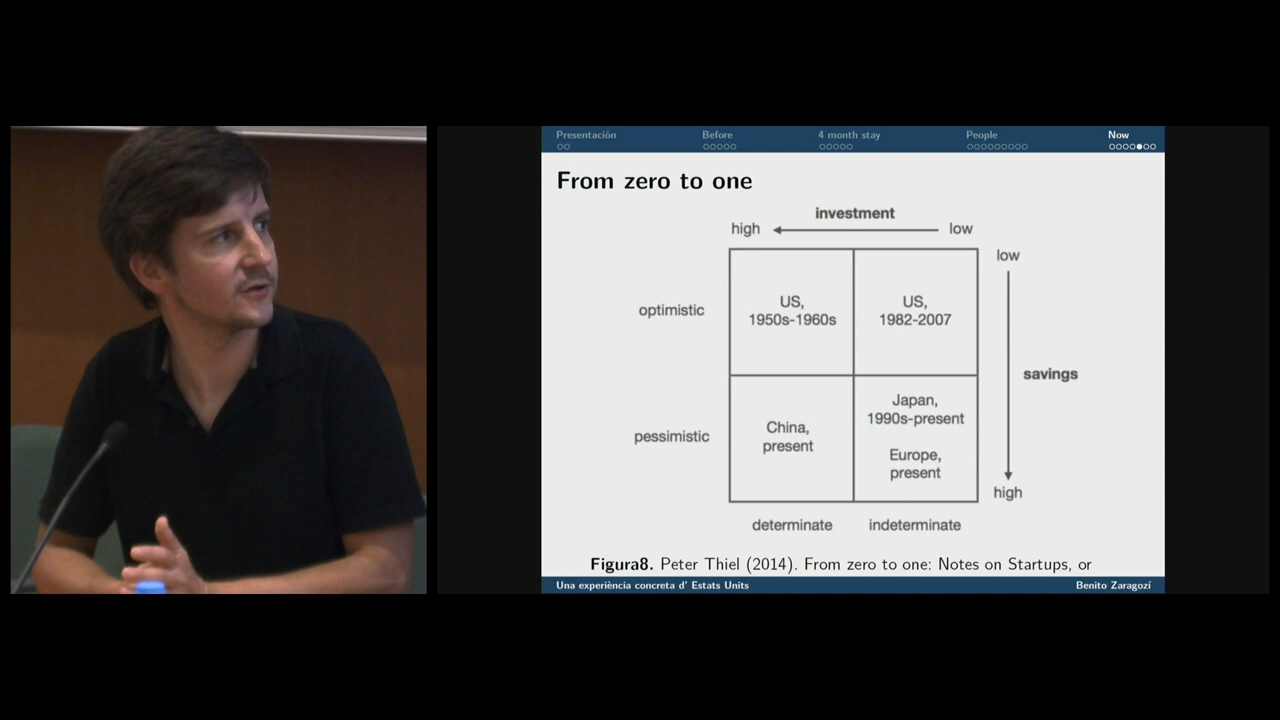 Presentación Before 4 month stay People Now
From zero to one
investment
high low
low
optimistic
US,
1950s-1960s
US,
1982-2007
savings
pessimistic
China,
present
Japan,
1990s-present
Europe,
present
high
determinate indeterminate
Figura8. Peter Thiel (2014). From zero to one: Notes on Startups, or
Una experiència concreta d' Estats Units Benito Zaragozí